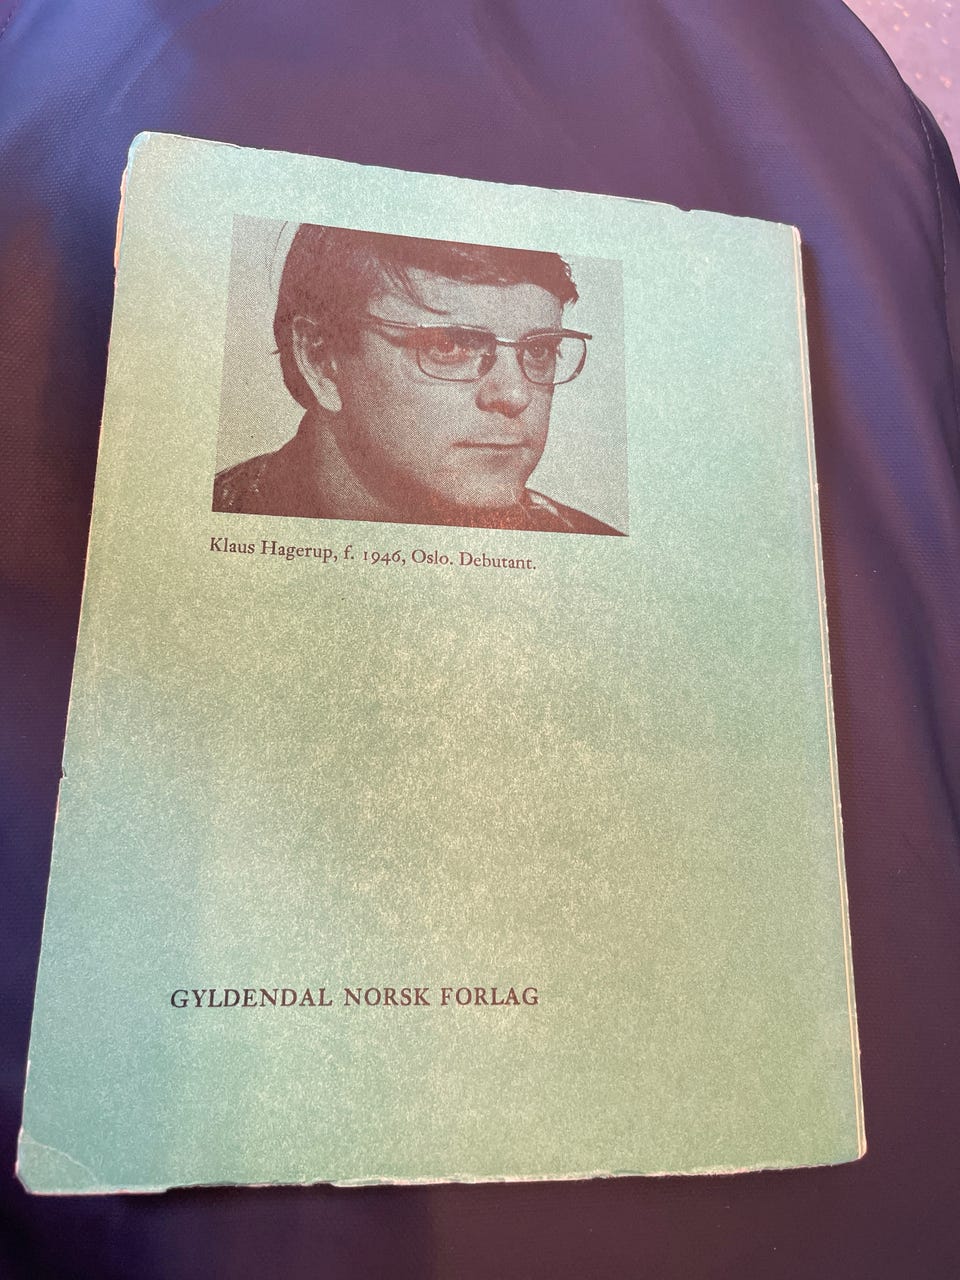 Klaus Hagerup, f. 1946, Oslo. Debutant.
GYLDENDAL NORSK FORLAG